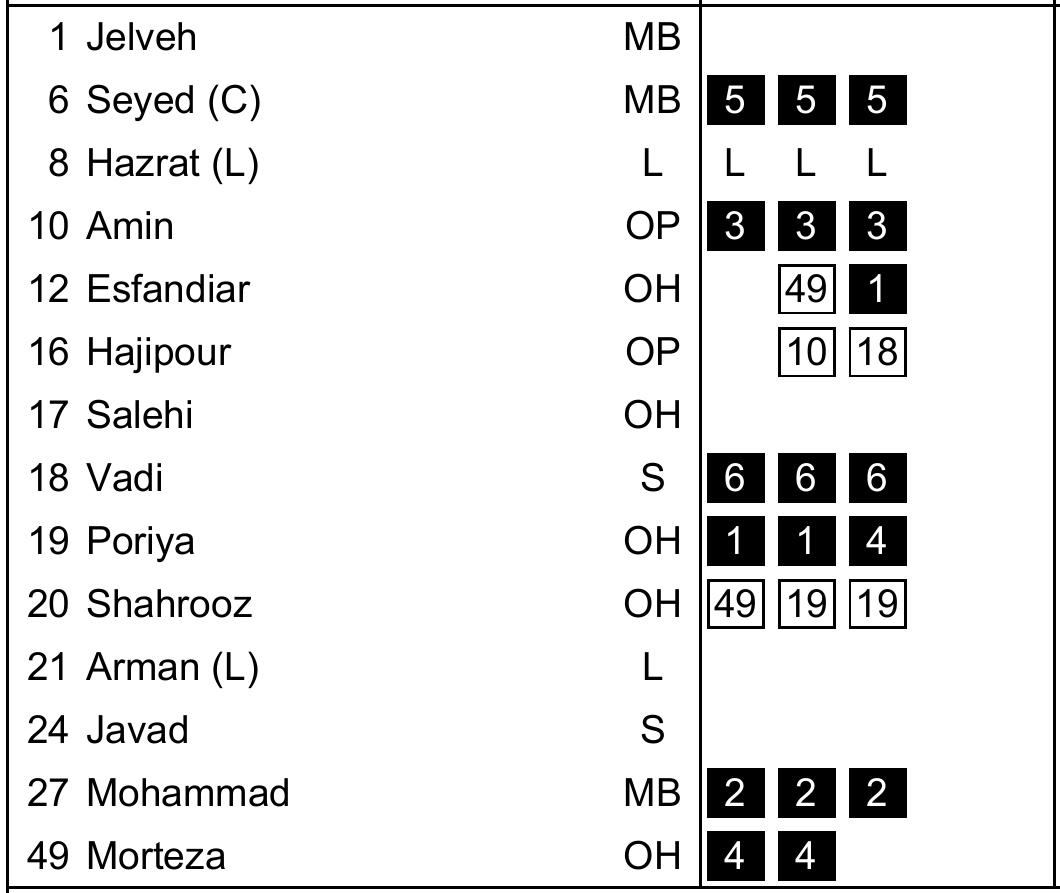 1 Jelveh MB
6 Seyed (C) MB 5 5 5
8 Hazrat (L) L L L L
10 Amin OP 3 3 3
12 Esfandiar OH 49 1
16 Hajipour OP 10 18
17 Salehi OH
18 Vadi S 6 6 6
19 Poriya OH 1 1 4
20 Shahrooz OH 49 19 19
21 Arman (L) L
24 Javad S
27 Mohammad MB 2 2 2
49 Morteza OH 4 4